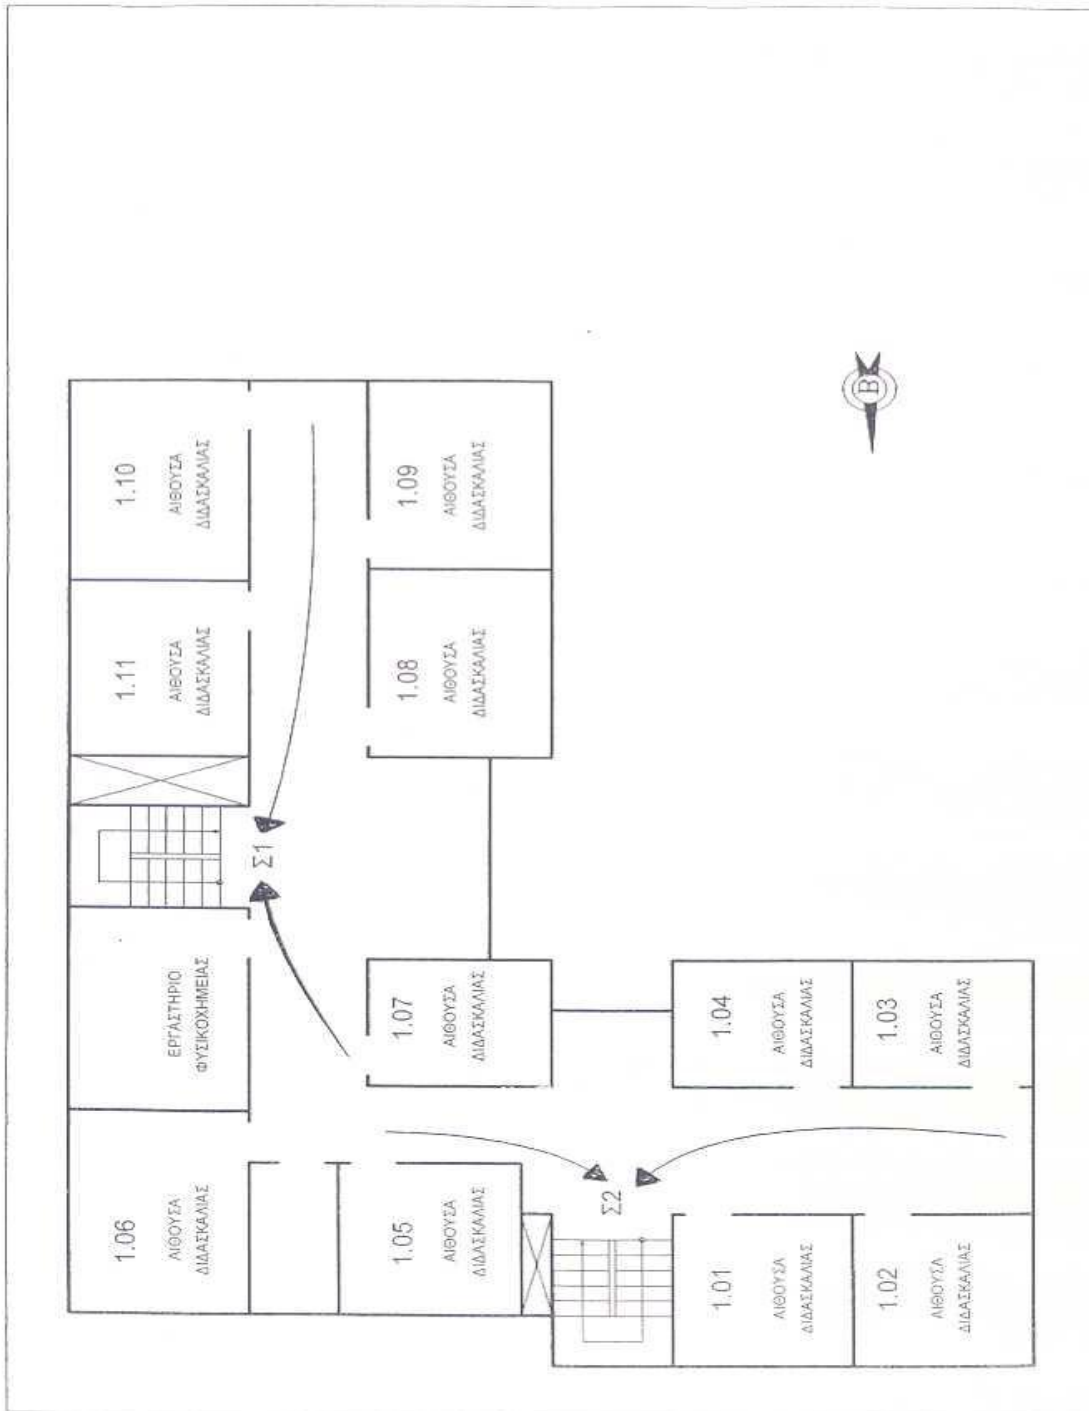 1.06
ΑΙΘΟΥΣΑ
ΔΙΔΑΣΚΑΛΙΑΣ
ΕΡΓΑΣΤΗΡΙΟ
ΦΥΣΙΚΟΧΗΜΕΙΑΣ
1.11
ΑΙΘΟΥΣΑ
ΔΙΔΑΣΚΑΛΙΑΣ
1.10
ΑΙΘΟΥΣΑ
ΔΙΔΑΣΚΑΛΙΑΣ
Σ1
1.05
ΑΙΘΟΥΣΑ
ΔΙΔΑΣΚΑΛΙΑΣ
1.07
ΑΙΘΟΥΣΑ
ΔΙΔΑΣΚΑΛΙΑΣ
1.08
ΑΙΘΟΥΣΑ
ΔΙΔΑΣΚΑΛΙΑΣ
1.09
ΑΙΘΟΥΣΑ
ΔΙΔΑΣΚΑΛΙΑΣ
Σ2
1.01
ΑΙΘΟΥΣΑ
ΔΙΔΑΣΚΑΛΙΑΣ
1.04
ΑΙΘΟΥΣΑ
ΔΙΔΑΣΚΑΛΙΑΣ
1.02
ΑΙΘΟΥΣΑ
ΔΙΔΑΣΚΑΛΙΑΣ
1.03
ΑΙΘΟΥΣΑ
ΔΙΔΑΣΚΑΛΙΑΣ
Β